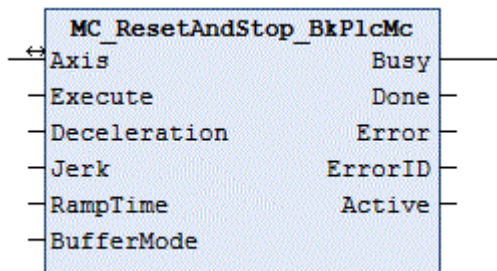 MC_ResetAndStop_BkPlcMc
Axis Busy
Execute Done
Deceleration Error
Jerk ErrorID
RampTime Active
BufferMode